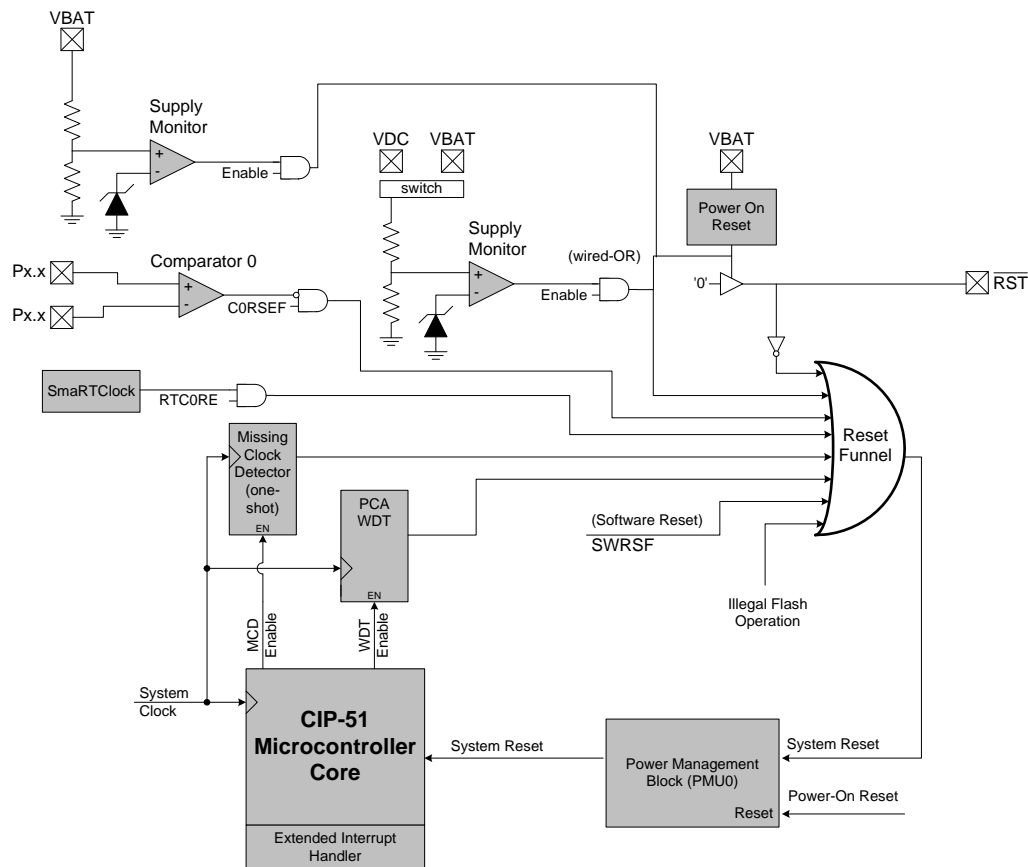 VBAT
Supply
Monitor
Enable
+
-
VDC
VBAT
switch
Supply
Monitor
(wired-OR)
Enable
+
-
VBAT
Power On
Reset
'0'
RST
Px.x
Px.x
Comparator 0
+
-
C0RSEF
SmaRTClock
RTC0RE
Missing
Clock
Detector
(one-
shot)
EN
PCA
WDT
EN
Reset
Funnel
(Software Reset)
SWRSF
Illegal Flash
Operation
MCD
Enable
WDT
Enable
System
Clock
CIP-51
Microcontroller
Core
Extended Interrupt
Handler
System Reset
Power Management
Block (PMU0)
Reset
System Reset
Power-On Reset